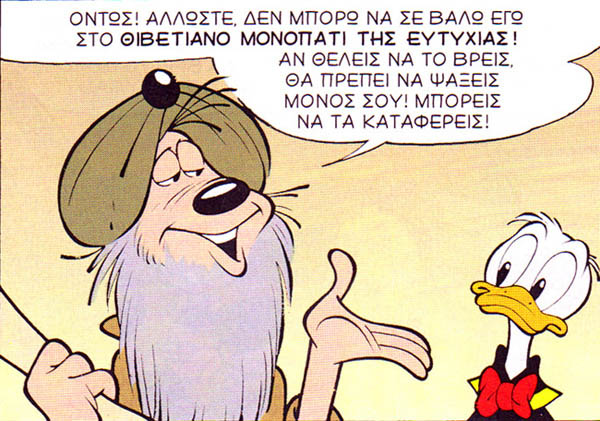 ΟΝΤΩΣ! ΑΛΛΩΣΤΕ, ΔΕΝ ΜΠΟΡΩ ΝΑ ΣΕ ΒΑΛΩ ΕΓΩ
ΣΤΟ ΘΙΒΕΤΙΑΝΟ ΜΟΝΟΠΑΤΙ ΤΗΣ ΕΥΤΥΧΙΑΣ!
ΑΝ ΘΕΛΕΙΣ ΝΑ ΤΟ ΒΡΕΙΣ,
ΘΑ ΠΡΕΠΕΙ ΝΑ ΨΑΞΕΙΣ
ΜΟΝΟΣ ΣΟΥ! ΜΠΟΡΕΙΣ
ΝΑ ΤΑ ΚΑΤΑΦΕΡΕΙΣ!